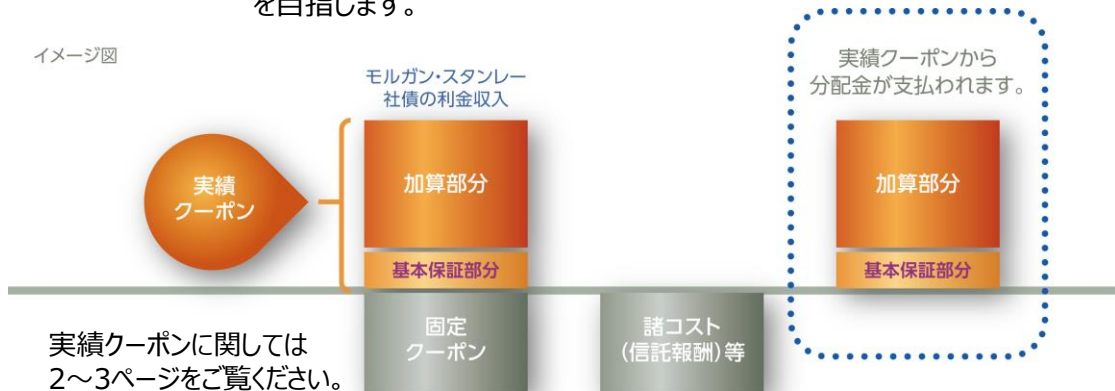 を目指します。
イメージ図
モルガン・スタンレー
社債の利金収入
実績クーポンから
分配金が支払われます。
実績
クーポン
加算部分
加算部分
基本保証部分
基本保証部分
固定
クーポン
諸コスト
(信託報酬)等
実績クーポンに関しては
2～3ページをご覧ください。